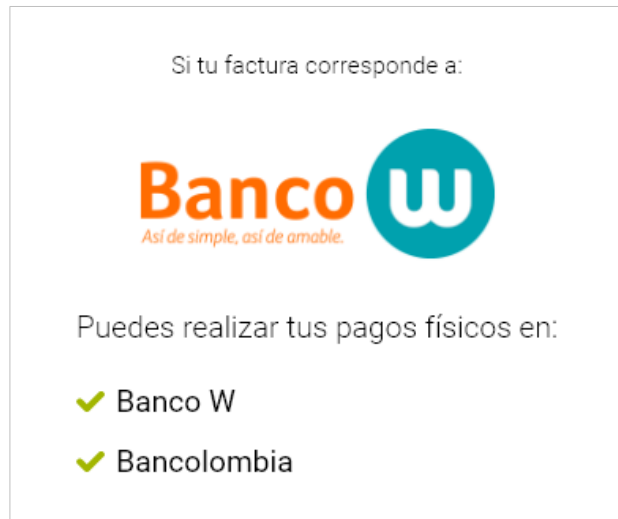 Si tu factura corresponde a:
Banco W
Así de simple, así de amable.
Puedes realizar tus pagos físicos en:
Banco W
Bancolombia